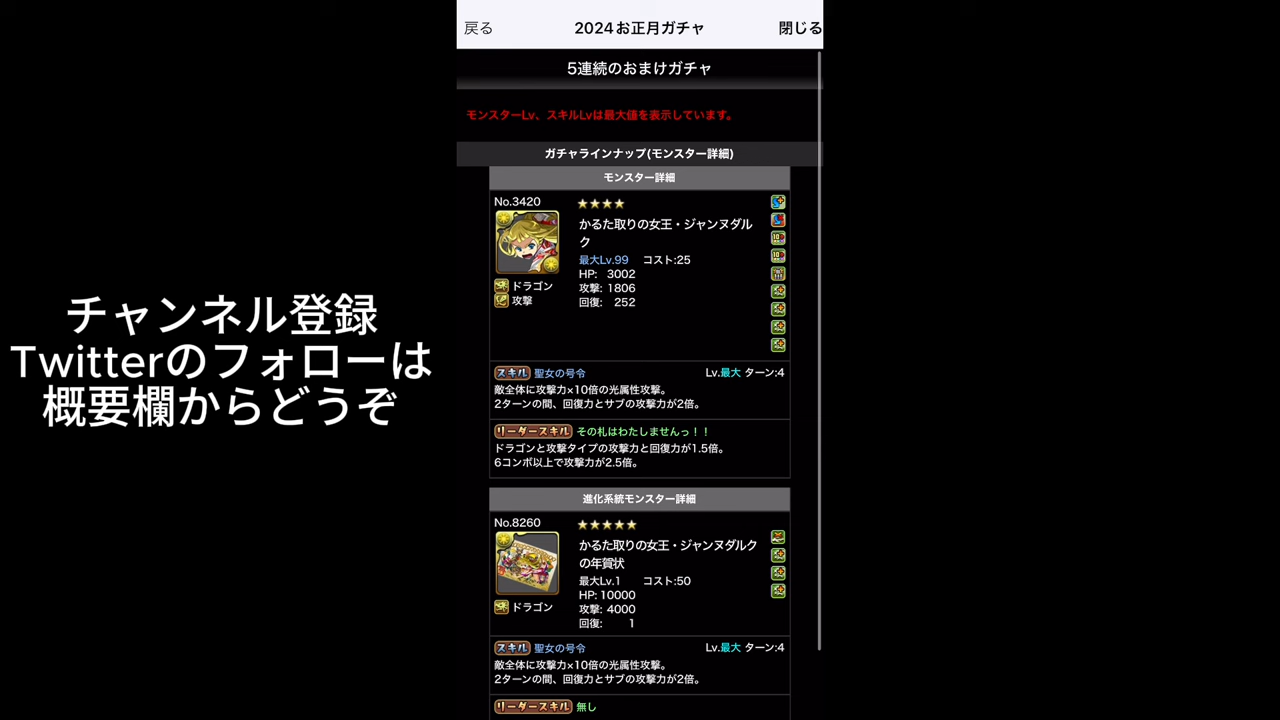 戻る
2024お正月ガチャ
閉じる
5連続のおまけガチャ
モンスターLv、スキルLvは最大値を表示しています。
ガチャラインナップ(モンスター詳細)
モンスター詳細
No.3420
★★★★
かるた取りの女王・ジャンヌダル
ク
最大Lv.99 コスト:25
HP: 3002
攻撃: 1806
回復: 252
ドラゴン
攻撃
スキル 聖女の号令 Lv.最大 ターン:4
敵全体に攻撃力×10倍の光属性攻撃。
2ターンの間、回復力とサブの攻撃力が2倍。
リーダースキル その札はわたしませんっ！！
ドラゴンと攻撃タイプの攻撃力と回復力が1.5倍。
6コンボ以上で攻撃力が2.5倍。
進化系統モンスター詳細
No.8260
★★★★★
かるた取りの女王・ジャンヌダルク
の年賀状
最大Lv.1 コスト:50
HP: 10000
攻撃: 4000
回復: 1
ドラゴン
スキル 聖女の号令 Lv.最大 ターン:4
敵全体に攻撃力×10倍の光属性攻撃。
2ターンの間、回復力とサブの攻撃力が2倍。
リーダースキル 無し
チャンネル登録
Twitterのフォローは
概要欄からどうぞ